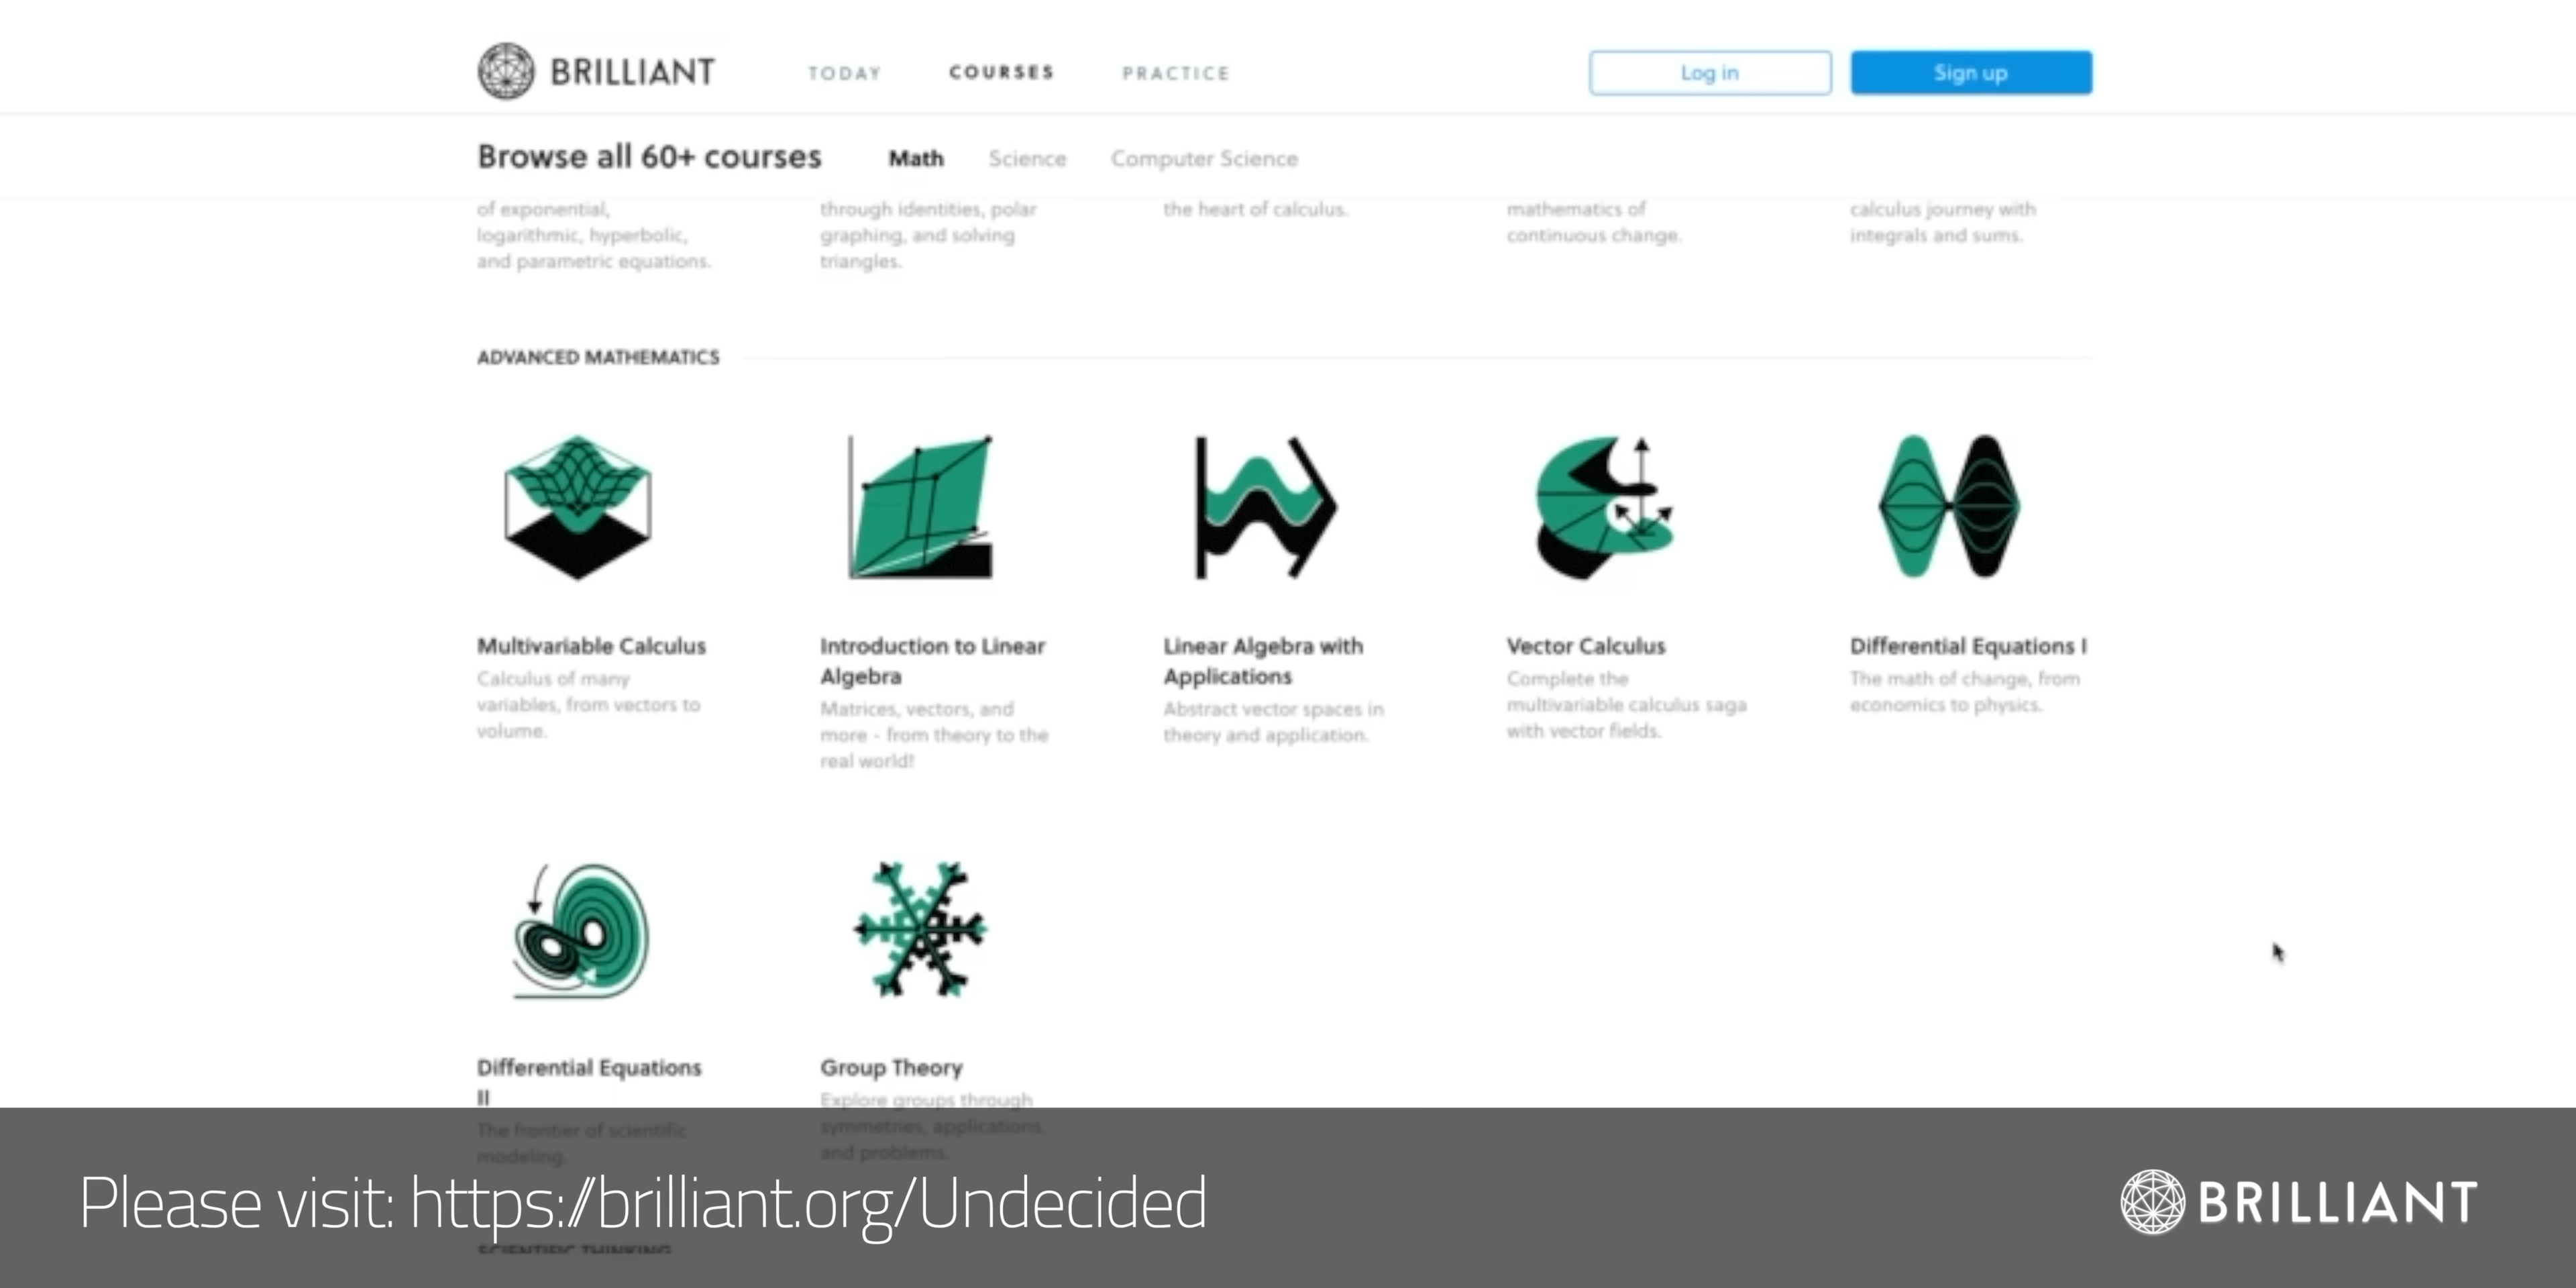 BRILLIANT
TODAY
COURSES
PRACTICE
Log in
Sign up
Browse all 60+ courses
Math
Science
Computer Science
of exponential,
logarithmic, hyperbolic,
and parametric equations.
through identities, polar
graphing, and solving
triangles.
the heart of calculus.
mathematics of
continuous change.
calculus journey with
integrals and sums.
ADVANCED MATHEMATICS
Multivariable Calculus
Calculus of many
variables, from vectors to
volume.
Introduction to Linear
Algebra
Matrices, vectors, and
more - from theory to the
real world!
Linear Algebra with
Applications
Abstract vector spaces in
theory and application.
Vector Calculus
Complete the
multivariable calculus saga
with vector fields.
Differential Equations I
The math of change, from
economics to physics.
Differential Equations
II
The frontier of scientific
modeling.
Group Theory
Explore groups through
symmetries, applications,
and problems.
Please visit: https://brilliant.org/Undecided
BRILLIANT
SCIENTIFIC THINKING